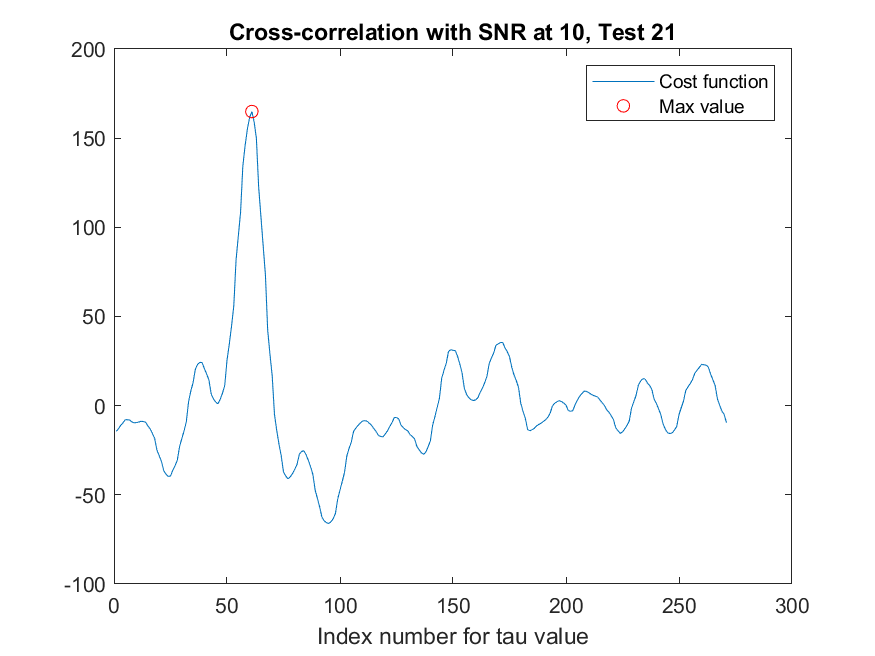 Cross-correlation with SNR at 10, Test 21
200
150
100
50
0
-50
-100
0 50 100 150 200 250 300
Index number for tau value
Cost function
Max value